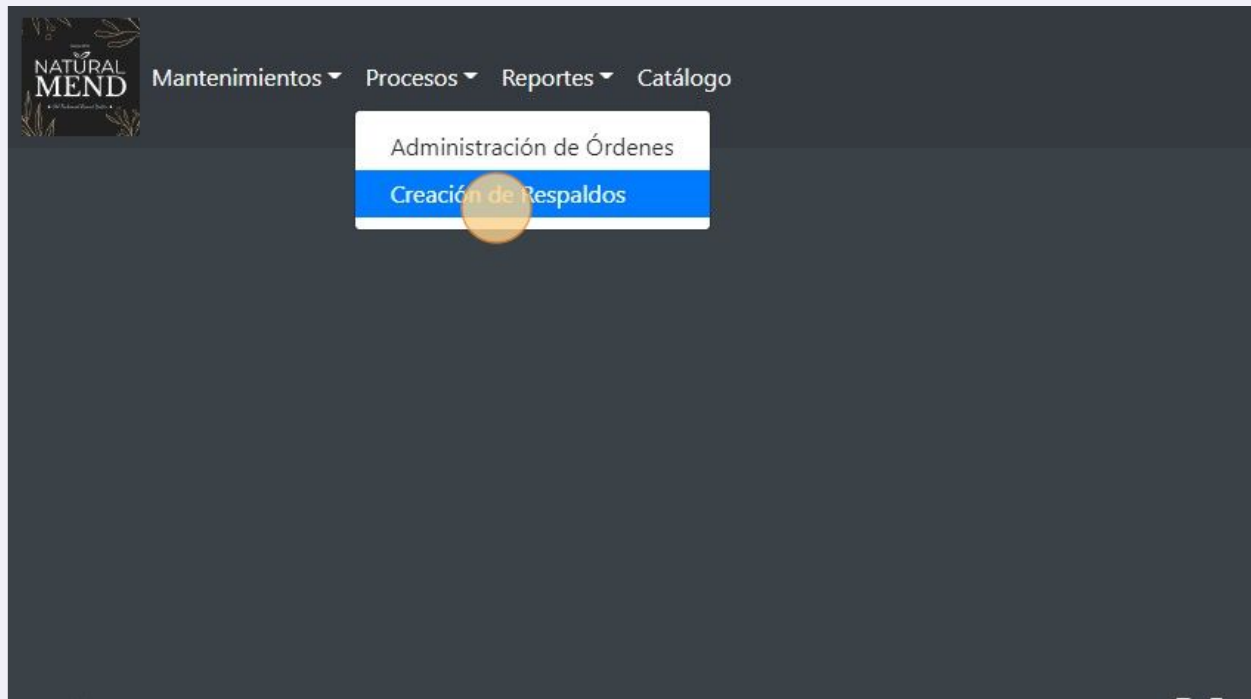 NATURAL
MEND
Mantenimientos Procesos Reportes Catálogo
Administración de Órdenes
Creación de Respaldos